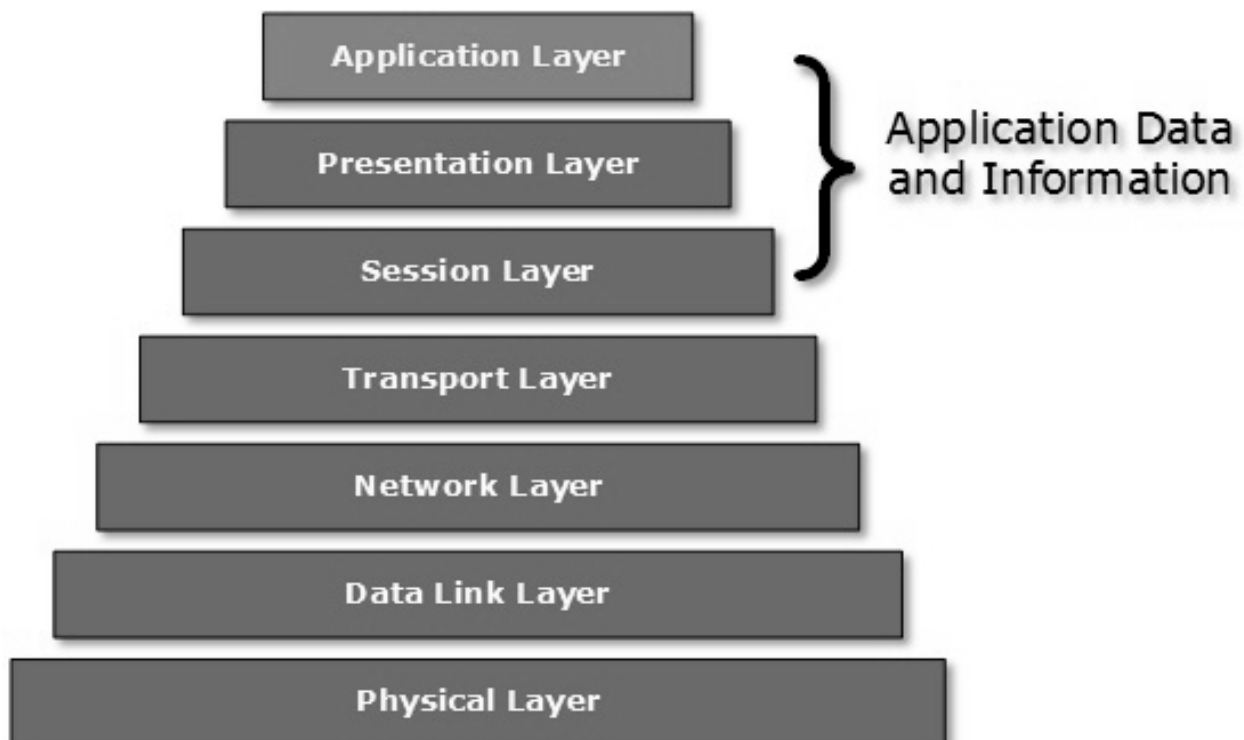 Application Layer
Presentation Layer
Session Layer
Transport Layer
Network Layer
Data Link Layer
Physical Layer
Application Data
and Information